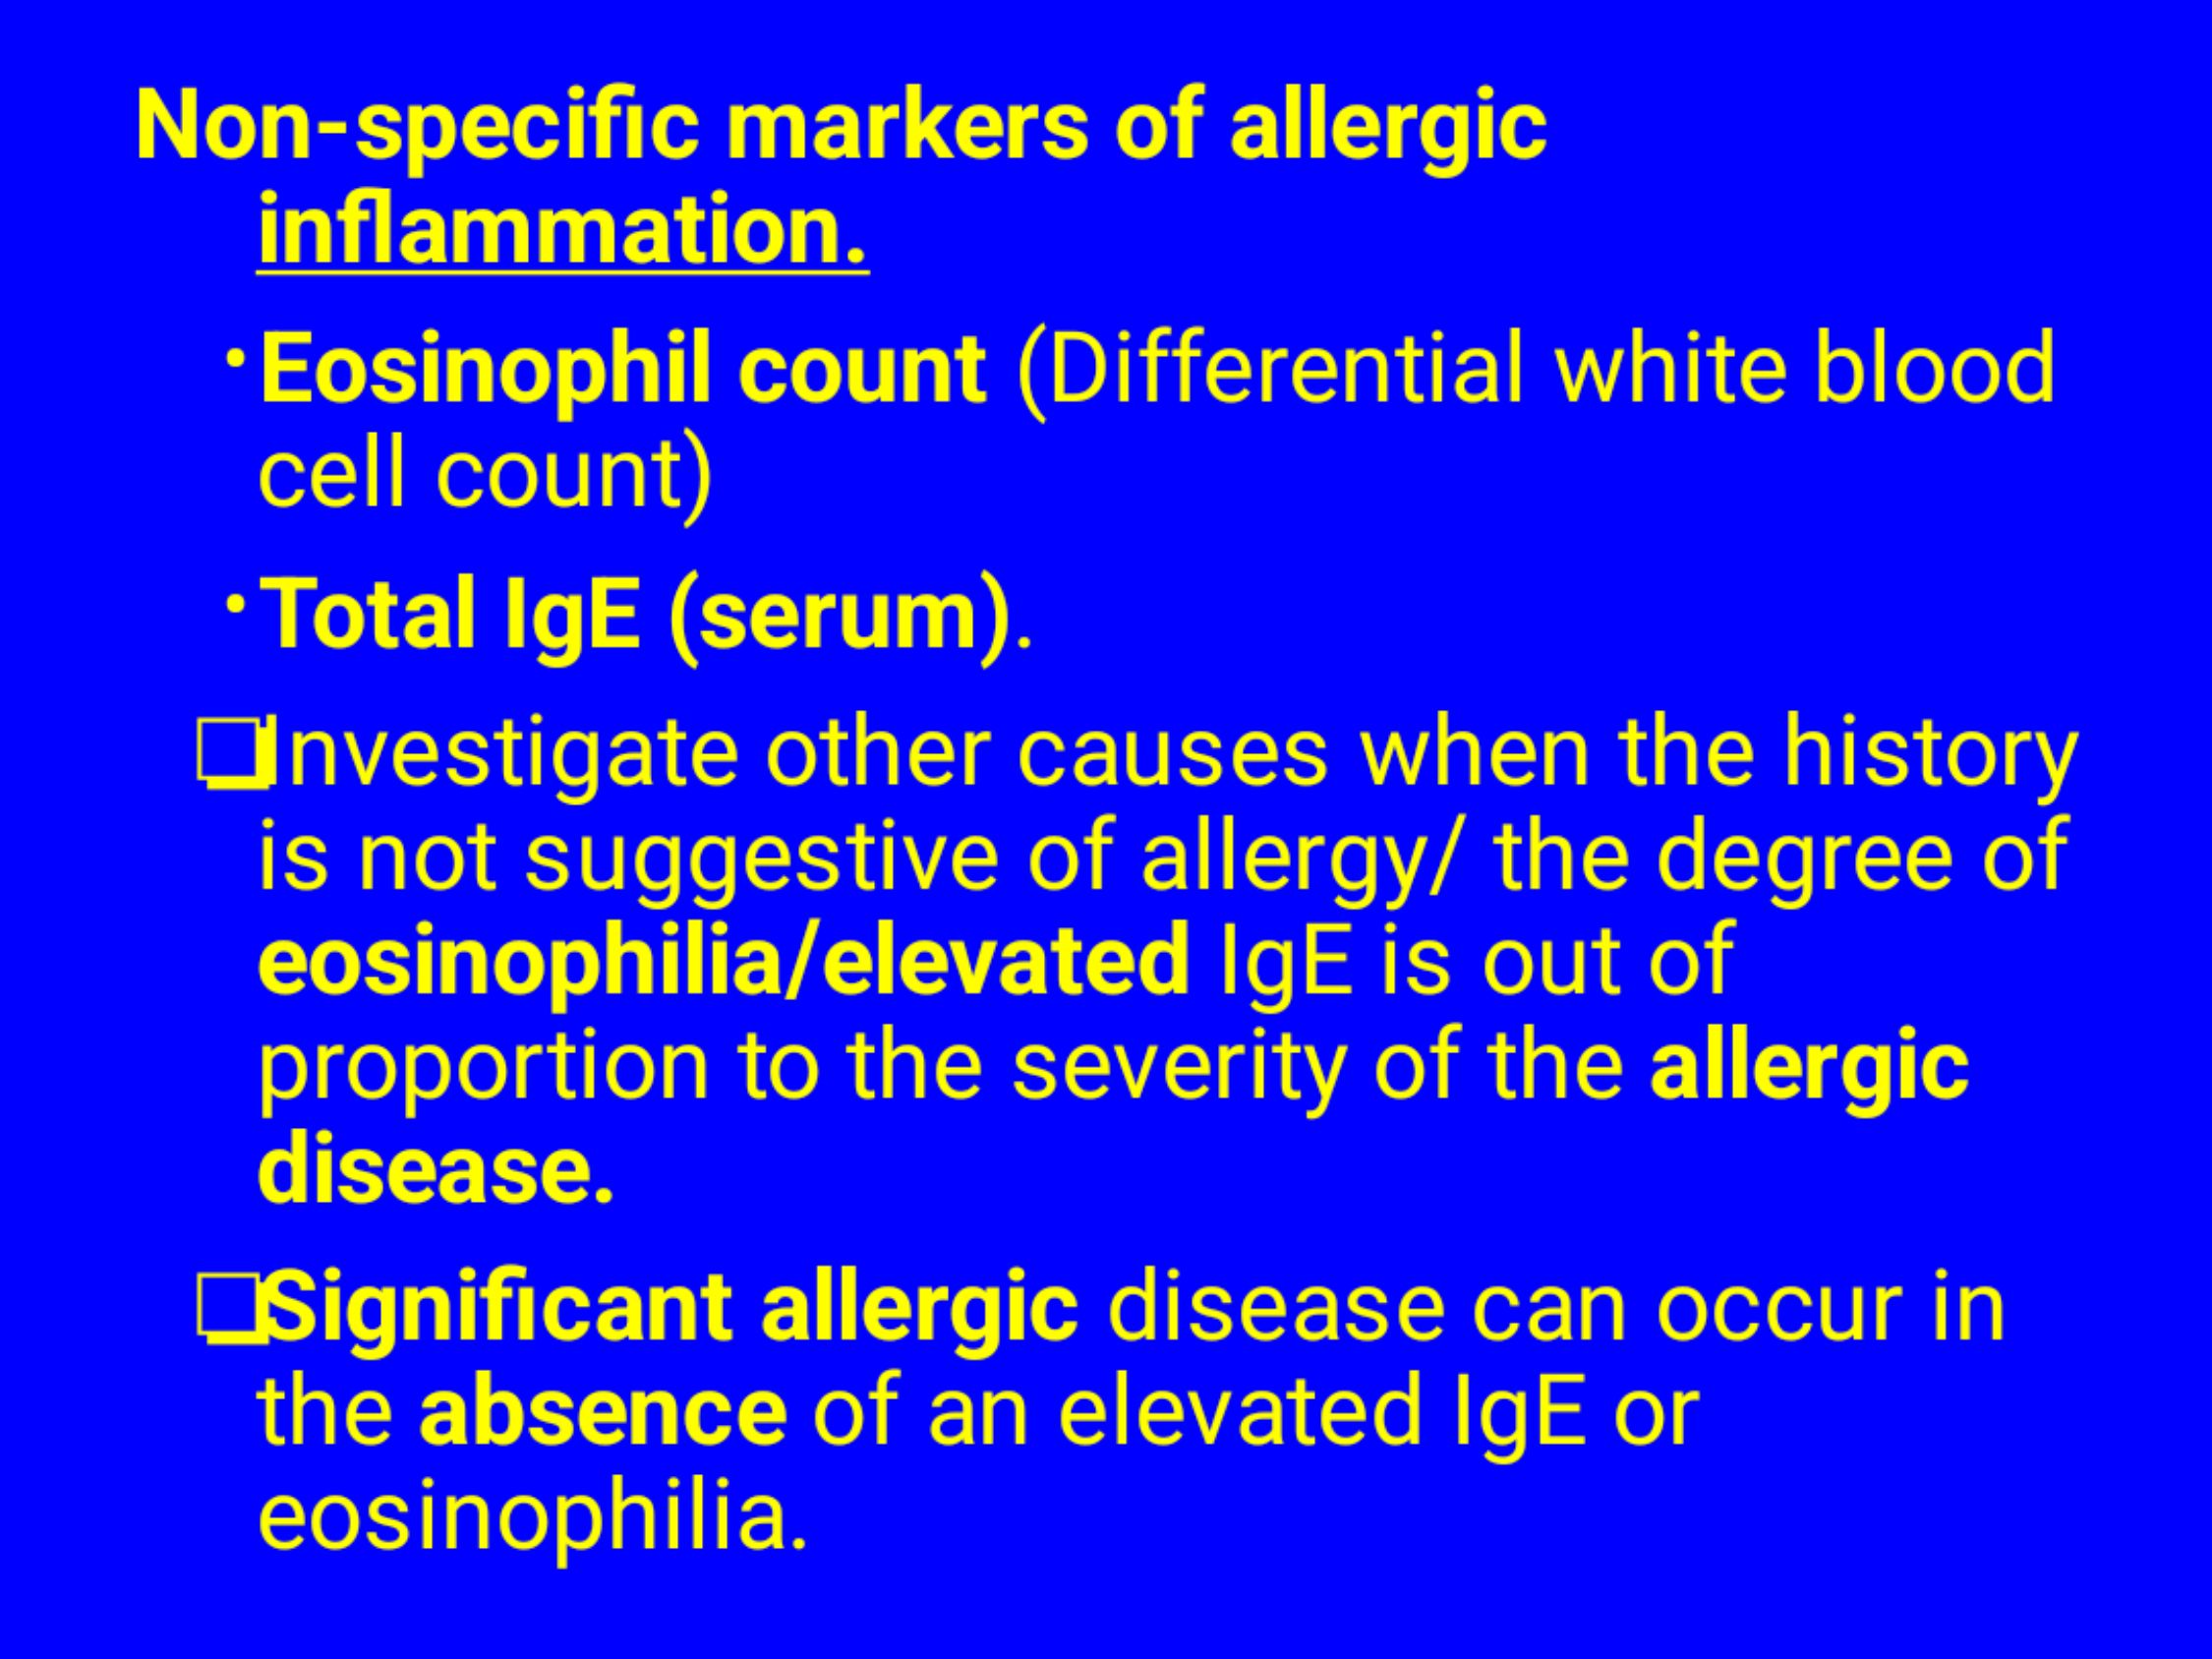 Non-specific markers of allergic
inflammation.
•Eosinophil count (Differential white blood
cell count)
•Total IgE (serum).
❑Investigate other causes when the history
is not suggestive of allergy/ the degree of
eosinophilia/elevated IgE is out of
proportion to the severity of the allergic
disease.
❑Significant allergic disease can occur in
the absence of an elevated IgE or
eosinophilia.